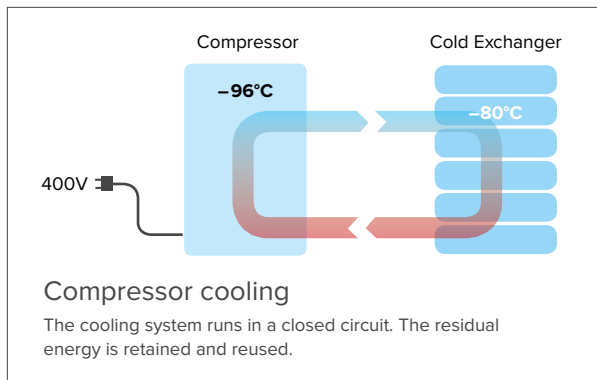 Compressor
Cold Exchanger
–96°C
–80°C
400V
Compressor cooling
The cooling system runs in a closed circuit. The residual
energy is retained and reused.